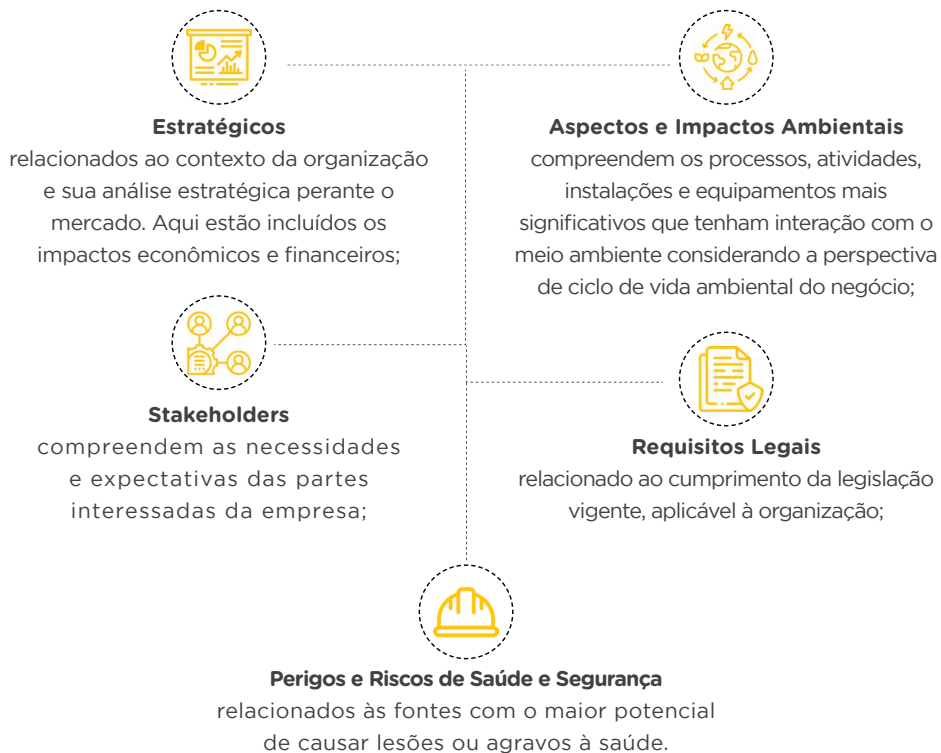 Estratégicos
relacionados ao contexto da organização
e sua análise estratégica perante o
mercado. Aqui estão incluídos os
impactos econômicos e financeiros;
Aspectos e Impactos Ambientais
compreendem os processos, atividades,
instalações e equipamentos mais
significativos que tenham interação com o
meio ambiente considerando a perspectiva
de ciclo de vida ambiental do negócio;
Stakeholders
compreendem as necessidades
e expectativas das partes
interessadas da empresa;
Requisitos Legais
relacionado ao cumprimento da legislação
vigente, aplicável à organização;
Perigos e Riscos de Saúde e Segurança
relacionados às fontes com o maior potencial
de causar lesões ou agravos à saúde.